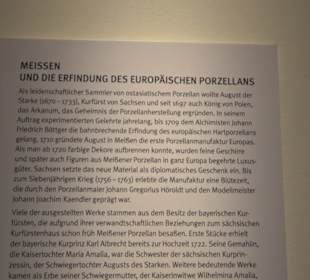 MEISSEN
UND DIE ERFINDUNG DES EUROPÄISCHEN PORZELLANS
Als leidenschaftlicher Sammler von ostasiatischem Porzellan wollte August der
Starke (1670 – 1733), Kurfürst von Sachsen und seit 1697 auch König von Polen,
das Arkanum, das Geheimnis der Porzellanherstellung ergründen. In seinem
Auftrag experimentierten Gelehrte jahrelang, bis 1709 dem Alchimisten Johann
Friedrich Böttger die bahnbrechende Erfindung des europäischen Hartporzellans
gelang. 1710 gründete August in Meißen die erste Porzellanmanufaktur Europas.
Als man ab 1720 farbige Dekore aufbrennen konnte, wurden feine Geschirre
und später auch Figuren aus Meißener Porzellan in ganz Europa begehrte Luxus-
güter. Sachsen setzte das neue Material als diplomatisches Geschenk ein. Bis
zum Siebenjährigen Krieg (1756 – 1763) erlebte die Manufaktur eine Blütezeit,
die durch den Porzellanmaler Johann Gregorius Höroldt und den Modellmeister
Johann Joachim Kaendler geprägt war.
Viele der ausgestellten Werke stammen aus dem Besitz der bayerischen Kur-
fürsten, die aufgrund ihrer verwandtschaftlichen Beziehungen zum sächsischen
Kurfürstenhaus schon früh Meißener Porzellan besaßen. Erste Stücke erhielt
der bayerische Kurprinz Karl Albrecht bereits zur Hochzeit 1722. Seine Gemahlin,
die Kaisertochter Maria Amalia, war die Schwester der sächsischen Kurprin-
zessin, der Schwiegertochter Augusts des Starken. Weitere bedeutende Werke
kamen als Erbe seiner Schwiegermutter, der Kaiserinwitwe Wilhelmina Amalia,